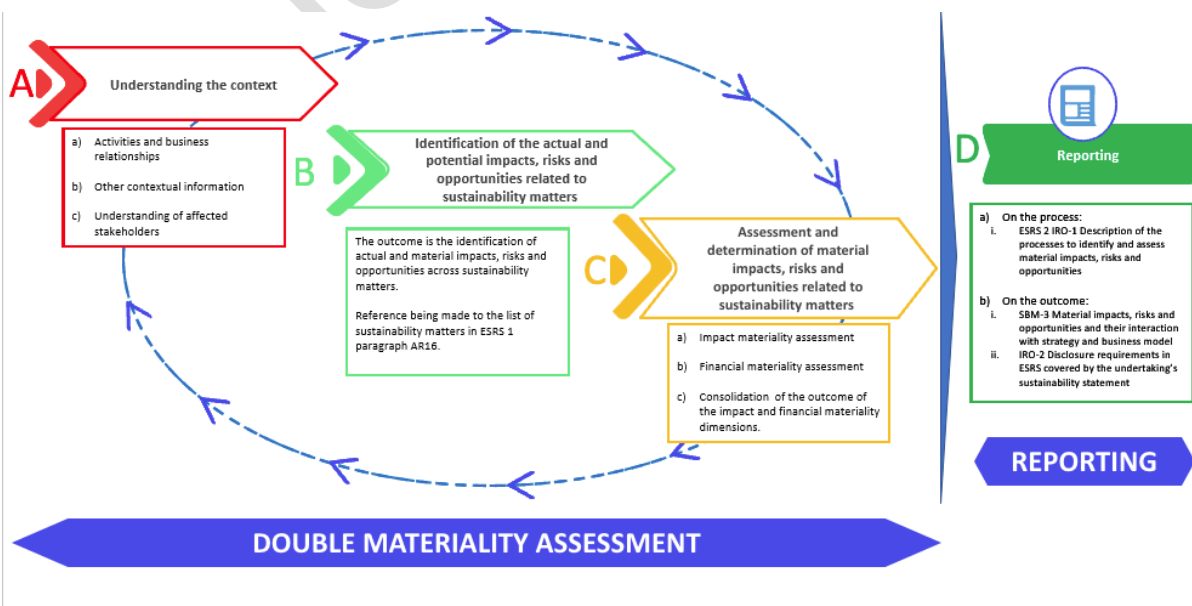 A
Understanding the context
a) Activities and business
relationships
b) Other contextual information
c) Understanding of affected
stakeholders
B
Identification of the actual and
potential impacts, risks and
opportunities related to
sustainability matters
The outcome is the identification of
actual and material impacts, risks and
opportunities across sustainability
matters.
Reference being made to the list of
sustainability matters in ESRS 1
paragraph AR16.
C
Assessment and
determination of material
impacts, risks and
opportunities related to
sustainability matters
a) Impact materiality assessment
b) Financial materiality assessment
c) Consolidation of the outcome of
the impact and financial materiality
dimensions.
D
Reporting
a) On the process:
i. ESRS 2 IRO-1 Description of the
processes to identify and assess
material impacts, risks and
opportunities
b) On the outcome:
i. SBM-3 Material impacts, risks and
opportunities and their interaction
with strategy and business model
ii. IRO-2 Disclosure requirements in
ESRS covered by the undertaking's
sustainability statement
REPORTING
DOUBLE MATERIALITY ASSESSMENT